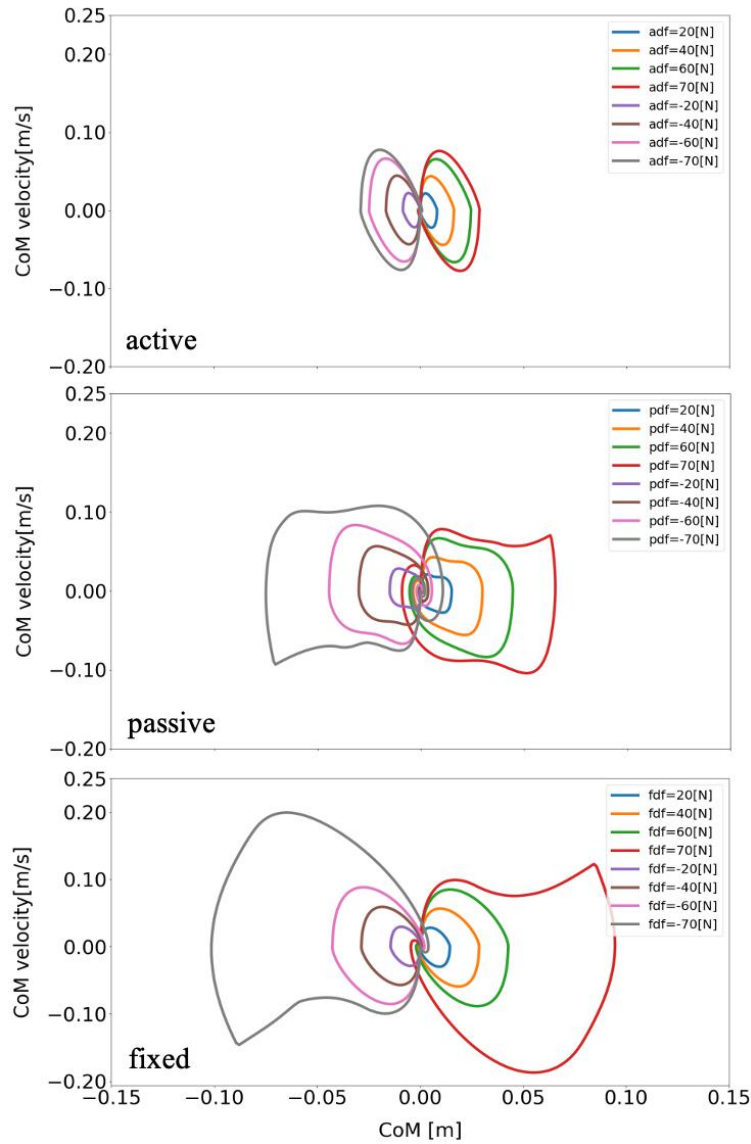 0.25
0.20
0.10
0.00
−0.10
−0.20
CoM velocity[m/s]
adf=20[N]
adf=40[N]
adf=60[N]
adf=70[N]
adf=-20[N]
adf=-40[N]
adf=-60[N]
adf=-70[N]
active
0.25
0.20
0.10
0.00
−0.10
−0.20
CoM velocity[m/s]
pdf=20[N]
pdf=40[N]
pdf=60[N]
pdf=70[N]
pdf=-20[N]
pdf=-40[N]
pdf=-60[N]
pdf=-70[N]
passive
0.25
0.20
0.10
0.00
−0.10
−0.20
CoM velocity[m/s]
fdf=20[N]
fdf=40[N]
fdf=60[N]
fdf=70[N]
fdf=-20[N]
fdf=-40[N]
fdf=-60[N]
fdf=-70[N]
fixed
−0.15 −0.10 −0.05 0.00 0.05 0.10 0.15
CoM [m]